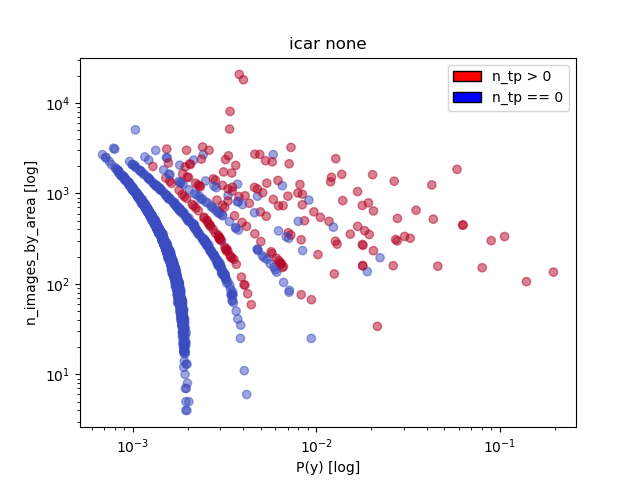 icar none
n_tp > 0
n_tp == 0
n_images_by_area [log]
10⁴
10³
10²
10¹
10⁻³
10⁻²
10⁻¹
P(y) [log]